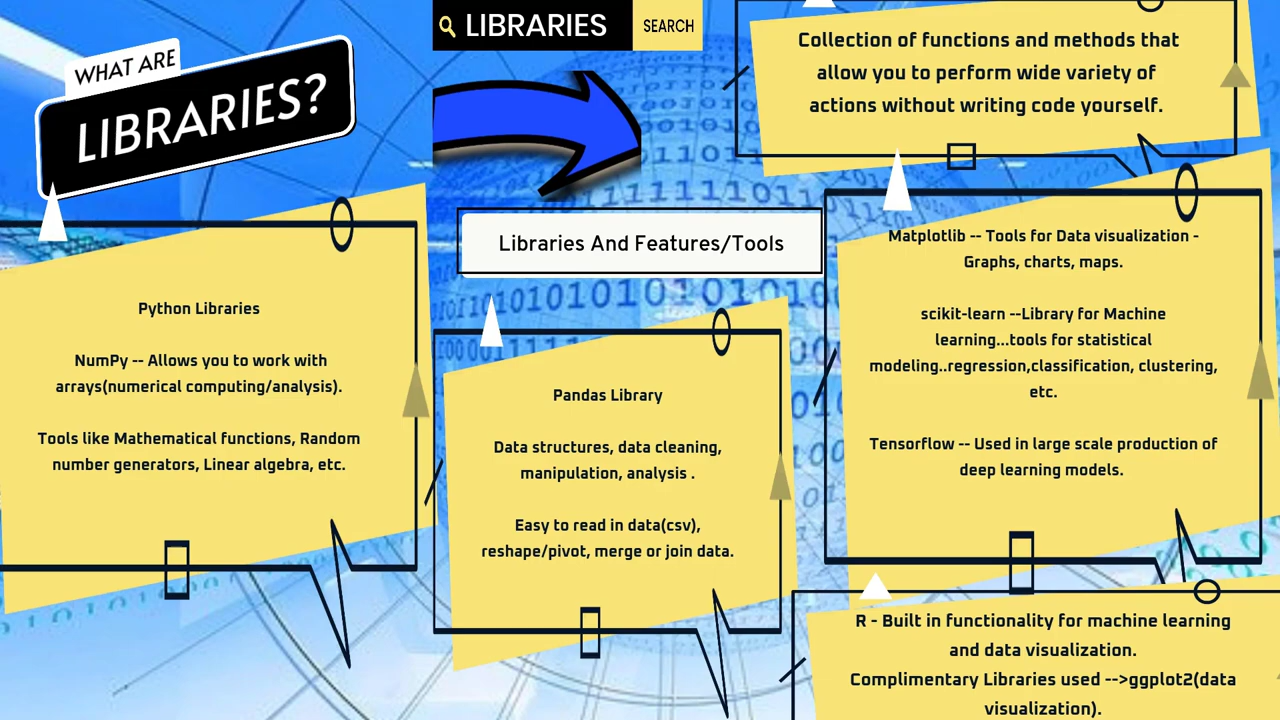 WHAT ARE
LIBRARIES?
Python Libraries
NumPy -- Allows you to work with
arrays(numerical computing/analysis).
Tools like Mathematical functions, Random
number generators, Linear algebra, etc.
LIBRARIES
SEARCH
Libraries And Features/Tools
Pandas Library
Data structures, data cleaning,
manipulation, analysis .
Easy to read in data(csv),
reshape/pivot, merge or join data.
Collection of functions and methods that
allow you to perform wide variety of
actions without writing code yourself.
Matplotlib -- Tools for Data visualization -
Graphs, charts, maps.
scikit-learn --Library for Machine
learning...tools for statistical
modeling..regression,classification, clustering,
etc.
Tensorflow -- Used in large scale production of
deep learning models.
R - Built in functionality for machine learning
and data visualization.
Complimentary Libraries used -->ggplot2(data
visualization).